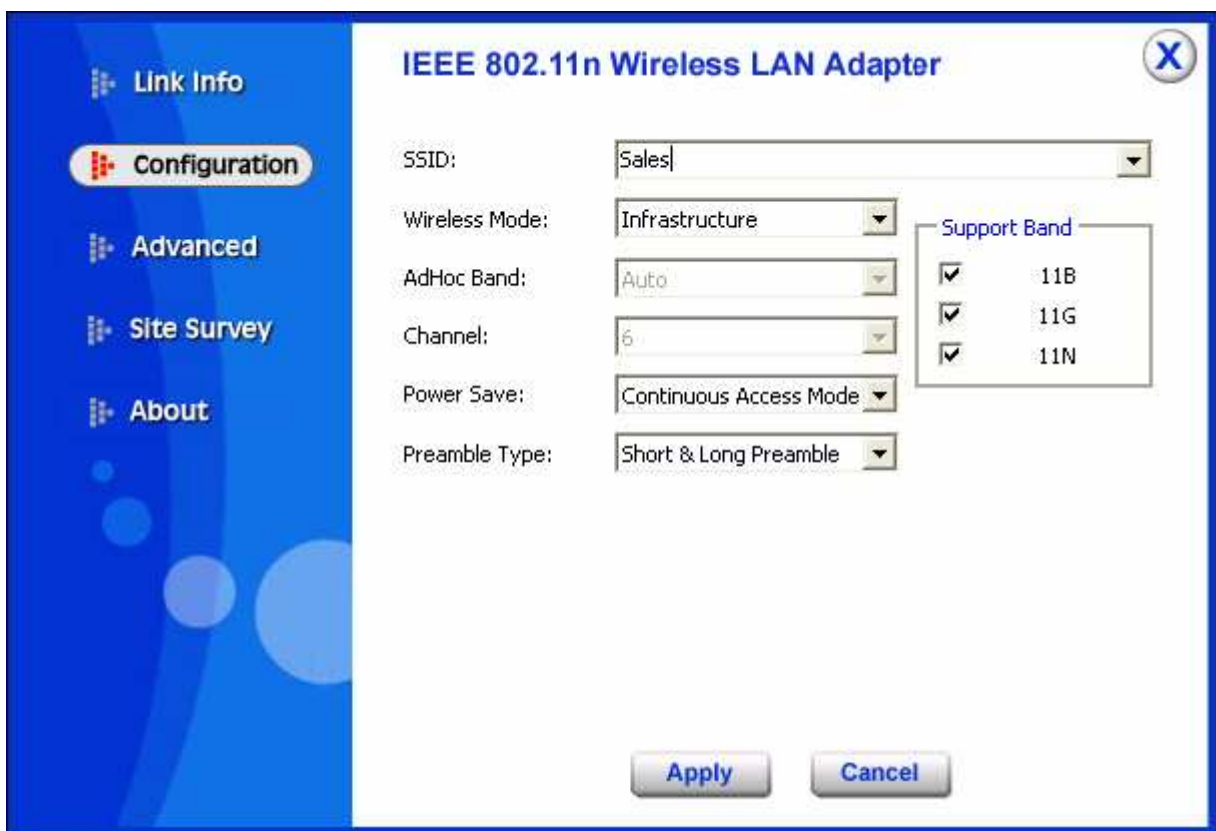 IEEE 802.11n Wireless LAN Adapter
X
Link Info
Configuration
Advanced
Site Survey
About
SSID: Sales
Wireless Mode: Infrastructure
AdHoc Band: Auto
Channel: 6
Power Save: Continuous Access Mode
Preamble Type: Short & Long Preamble
Support Band
11B
11G
11N
Apply Cancel